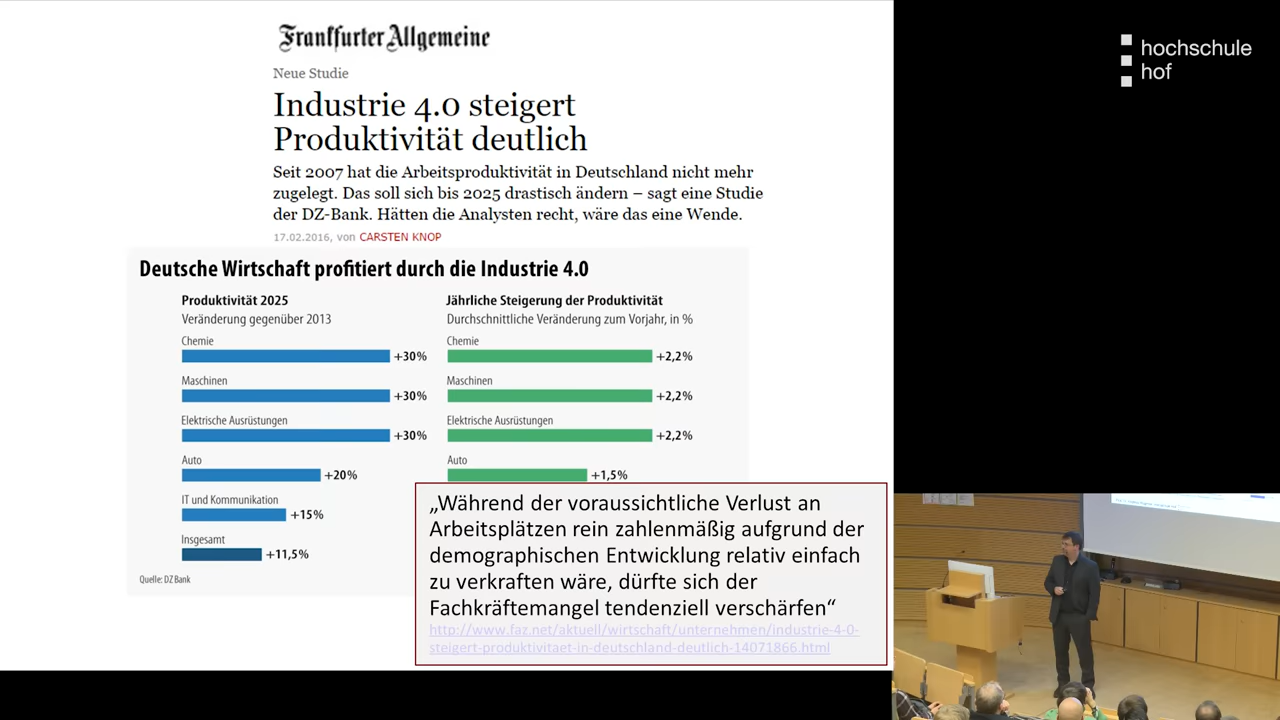 Frankfurter Allgemeine
hochschule
hof
Neue Studie
Industrie 4.0 steigert
Produktivität deutlich
Seit 2007 hat die Arbeitsproduktivität in Deutschland nicht mehr
zugelegt. Das soll sich bis 2025 drastisch ändern – sagt eine Studie
der DZ-Bank. Hätten die Analysten recht, wäre das eine Wende.
17.02.2016, von CARSTEN KNOP
Deutsche Wirtschaft profitiert durch die Industrie 4.0
Produktivität 2025
Veränderung gegenüber 2013
Chemie
+30%
Maschinen
+30%
Elektrische Ausrüstungen
+30%
Auto
+20%
IT und Kommunikation
+15%
Insgesamt
+11,5%
Quelle: DZ Bank
Jährliche Steigerung der Produktivität
Durchschnittliche Veränderung zum Vorjahr, in %
Chemie
+2,2%
Maschinen
+2,2%
Elektrische Ausrüstungen
+2,2%
Auto
+1,5%
„Während der voraussichtliche Verlust an
Arbeitsplätzen rein zahlenmäßig aufgrund der
demographischen Entwicklung relativ einfach
zu verkraften wäre, dürfte sich der
Fachkräftemangel tendenziell verschärfen“
http://www.faz.net/aktuell/wirtschaft/unternehmen/industrie-4-0-
steigert-produktivitaet-in-deutschland-deutlich-14071866.html